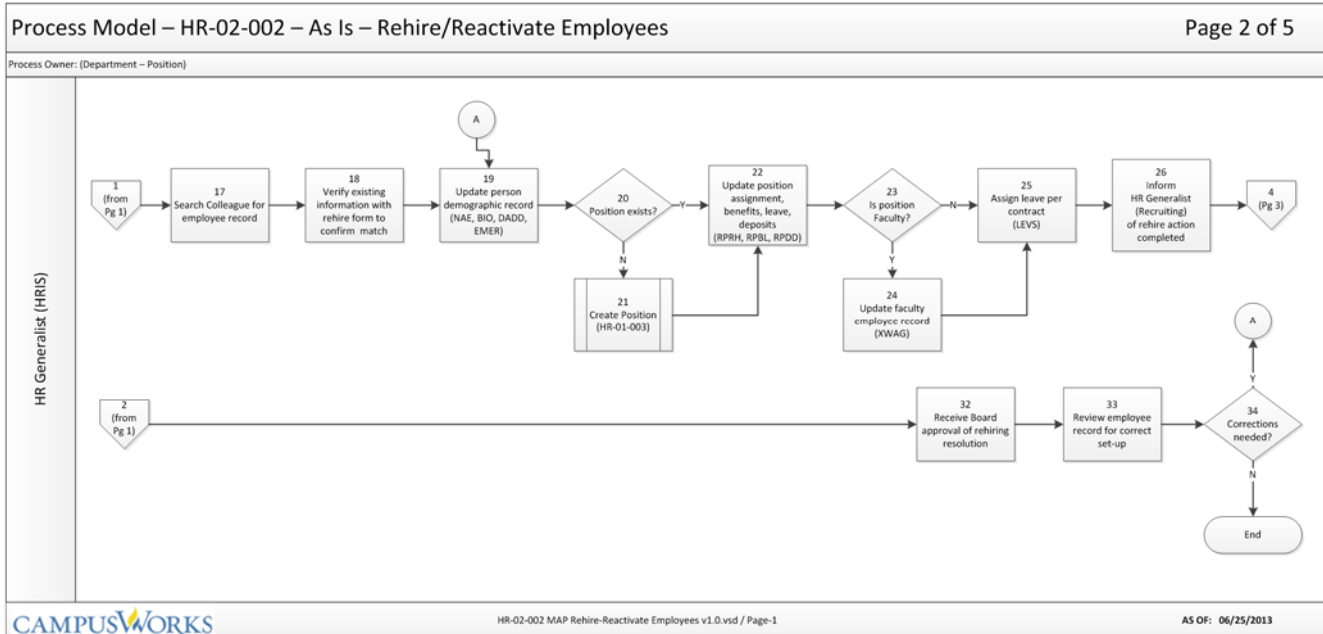 Process Model – HR-02-002 – As Is – Rehire/Reactivate Employees
Page 2 of 5
Process Owner: (Department – Position)
HR Generalist (HRIS)
1
(from
Pg 1)
17
Search Colleague for
employee record
18
Verify existing
information with
rehire form to
confirm match
A
19
Update person
demographic record
(NAE, BIO, DADD,
EMER)
20
Position exists?
Y
N
21
Create Position
(HR-01-003)
22
Update position
assignment,
benefits, leave,
deposits
(RPRH, RPBL, RPDD)
23
Is position
Faculty?
N
Y
24
Update faculty
employee record
(XWAG)
25
Assign leave per
contract
(LEVS)
26
Inform
HR Generalist
(Recruiting)
of rehire action
completed
4
(Pg 3)
2
(from
Pg 1)
32
Receive Board
approval of rehiring
resolution
33
Review employee
record for correct
set-up
34
Corrections
needed?
Y
A
N
End
CAMPUSWORKS
HR-02-002 MAP Rehire-Reactivate Employees v1.0.vsd / Page-1
AS OF: 06/25/2013